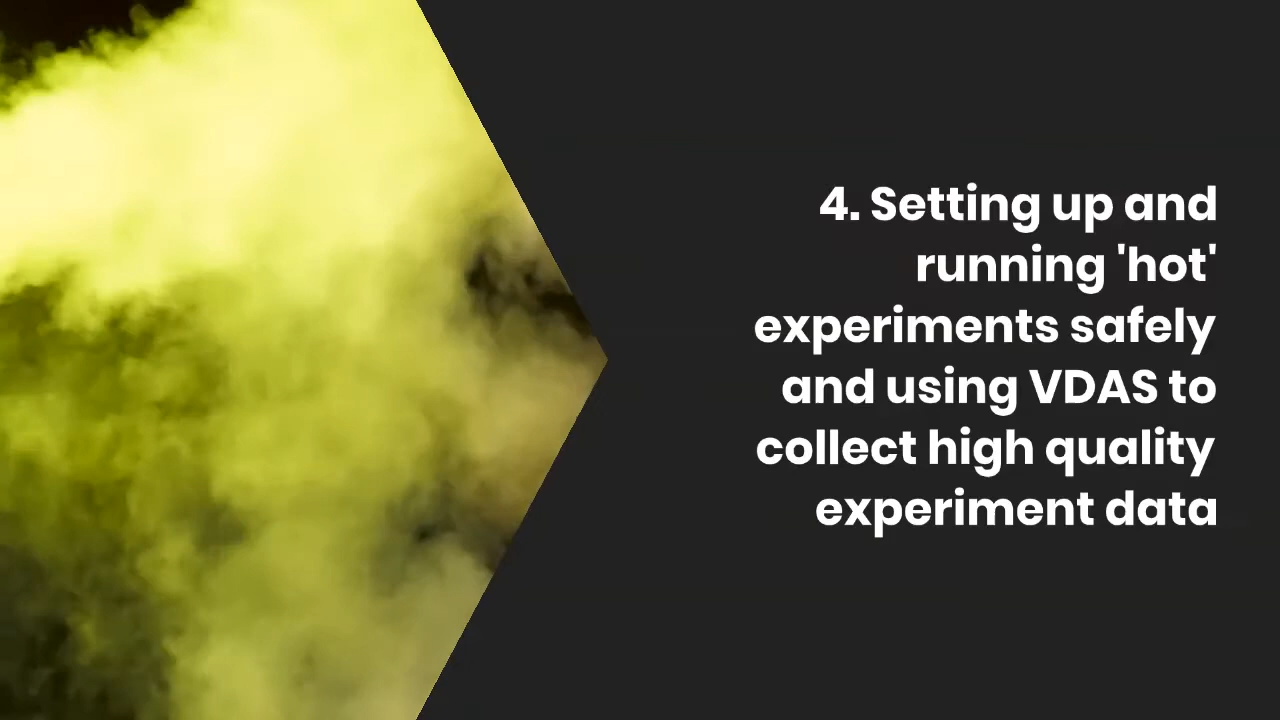 4. Setting up and
running 'hot'
experiments safely
and using VDAS to
collect high quality
experiment data